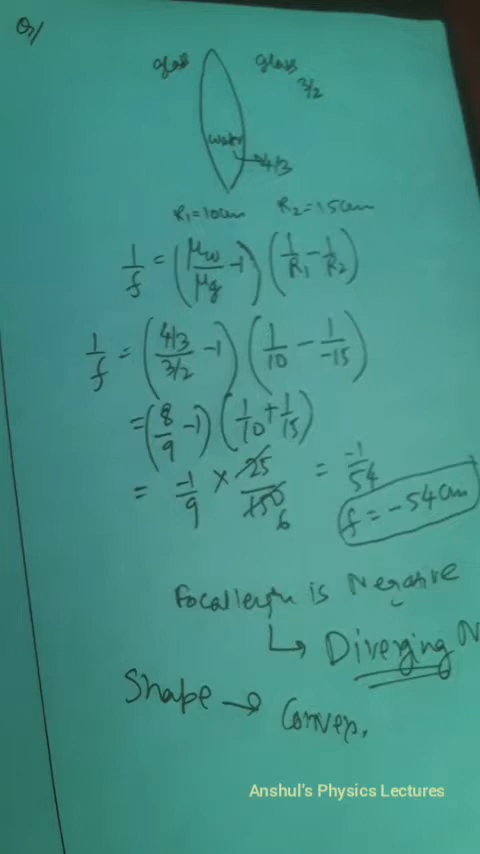 Q1/
glass glass
3/2
water
4/3
R₁=10cm R₂=15cm
1/f = (μw/μg -1) (1/R₁ - 1/R₂)
1/f = (4/3 / 3/2 -1) (1/10 - 1/-15)
=(8/9 -1) (1/10 + 1/15)
= -1/9 × 25/150 6 = -1/54
f = -54cm
Focal length is Negative
↳ Diverging N
Shape → Convex.
Anshul's Physics Lectures